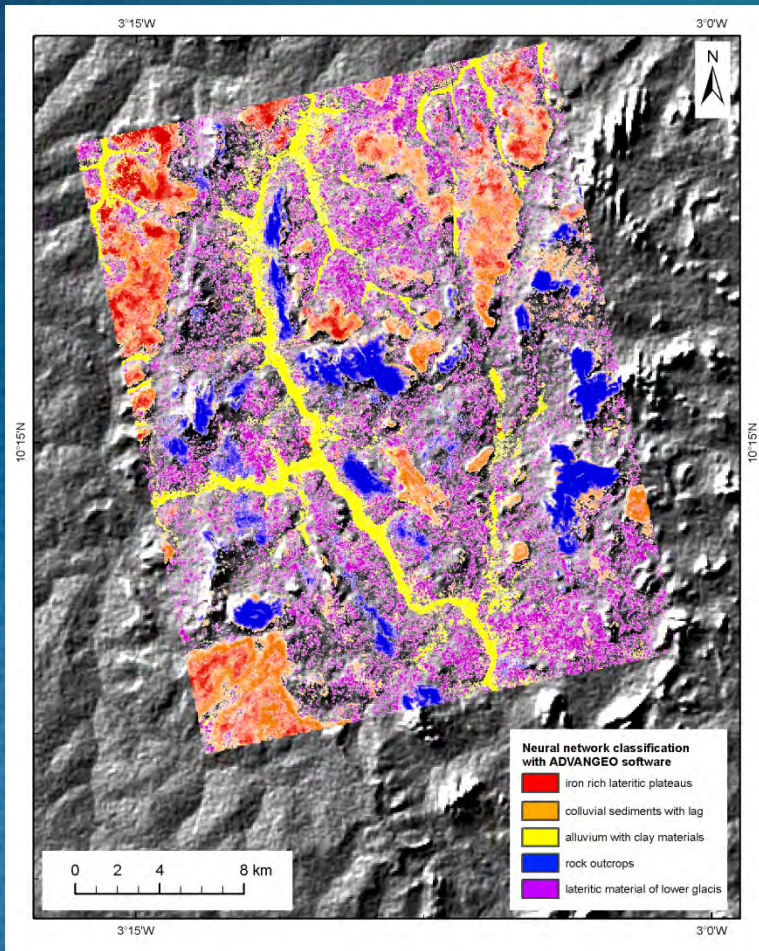 3°15'W
3°0'W
N
10°15'N
10°15'N
Neural network classification
with ADVANGEO software
iron rich lateritic plateaus
colluvial sediments with lag
alluvium with clay materials
rock outcrops
lateritic material of lower glacis
0 2 4 8 km
3°15'W
3°0'W